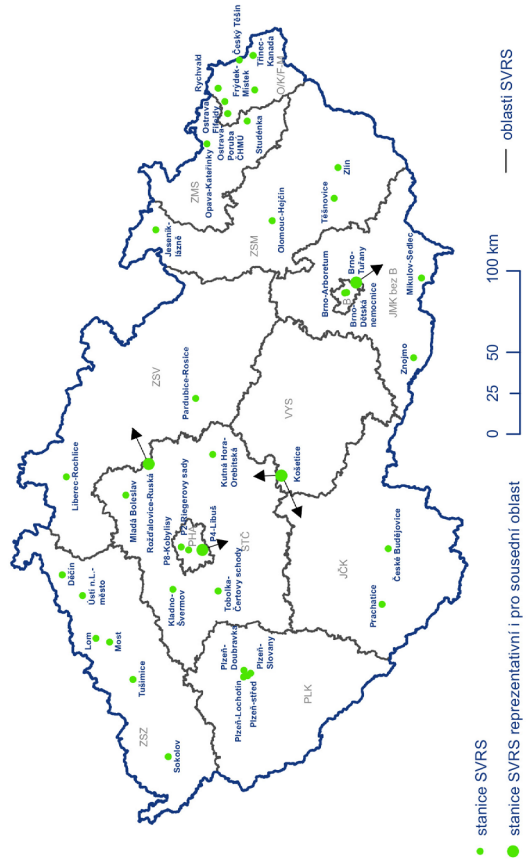 Liberec-Rochlice
Děčín
Ústí n.L.-
město
Lom
Most
Tušimice
ZSZ
Sokolov
Mladá Boleslav
Rožďalovice-Ruská
ZSV
Pardubice-Rosice
Jeseník-
lázně
ZMS
Opava-Kateřinky
Rychvald
Ostrava
Fifejdy
Ostrava
Poruba
ČHMÚ
Studénka
Český Těšín
Frýdek-
Místek
Třinec-
Kanada
O/K/F-M
P8-Kobylisy
P2-Riegerovy sady
PHA
P4-Libuš
Kladno-
Švermov
Tobolka-
Čertovy schody
STČ
Kutná Hora-
Orebitská
Plzeň-
Doubravka
Plzeň-Lochotín
Plzeň-střed
Plzeň-
Slovany
PLK
Košetice
VYS
ZSM
Olomouc-Hejčín
Těšnovice
Zlín
Brno-Arboretum
B
Brno-
Dětská
nemocnice
Brno-
Tuřany
JMK bez B
Mikulov-Sedlec
Znojmo
JČK
Prachatice
České Budějovice
stanice SVRS
stanice SVRS reprezentativní i pro sousední oblast
0 25 50 100 km
oblasti SVRS